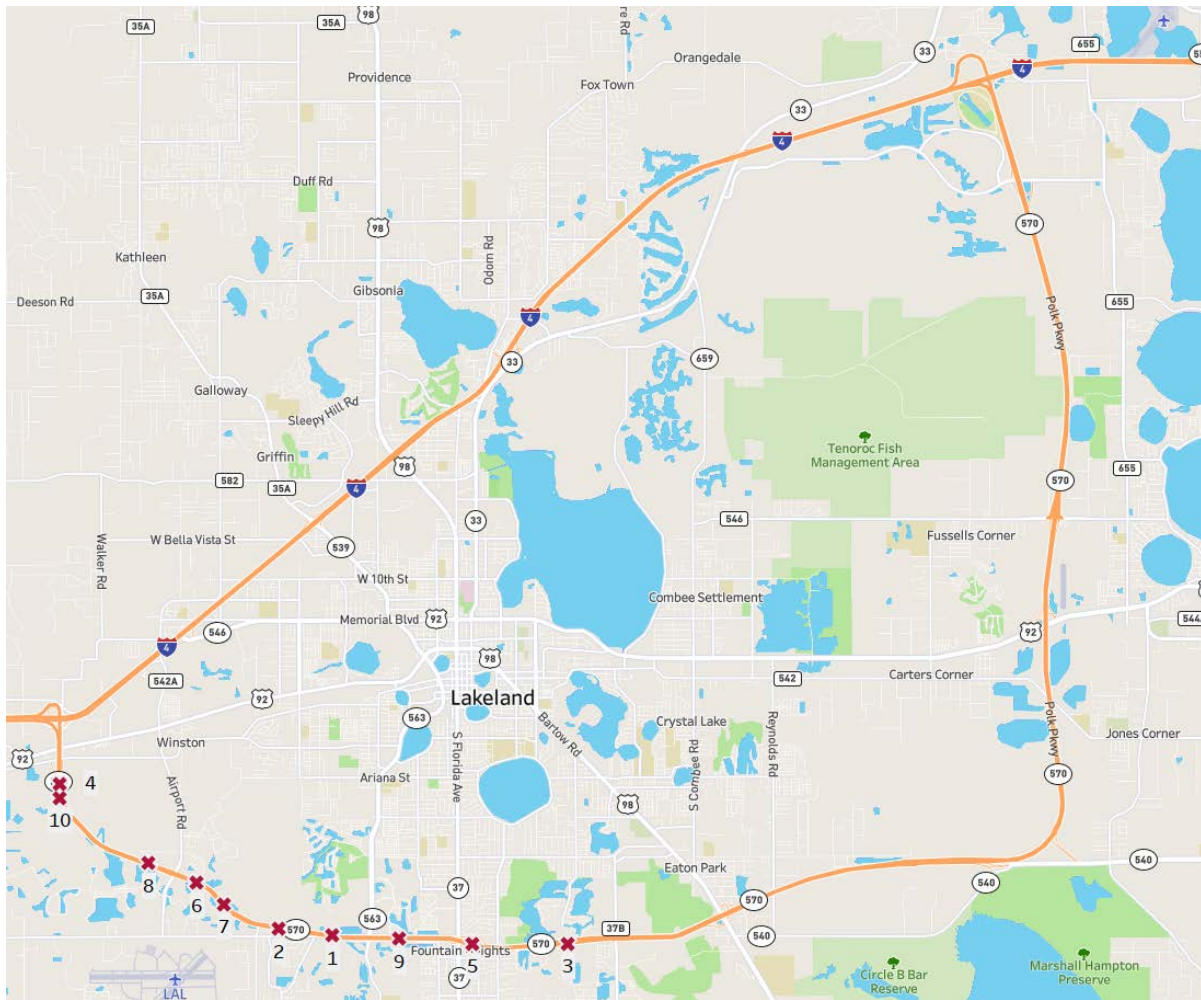 98
35A
35A
re Rd
655
33
Orangedale
Providence
Fox Town
4
33
4
Duff Rd
98
570
Odom Rd
Kathleen
Gibsonia
Deeson Rd
35A
655
4
Polk Pkwy
33
659
Galloway
Sleepy Hill Rd
Tenoroc Fish
Management Area
Griffin
98
655
582
35A
4
570
33
546
W Bella Vista St
539
Fussells Corner
Walker Rd
W 10th St
Combee Settlement
Memorial Blvd
92
546
92
4
98
542A
542
Carters Corner
92
Lakeland
563
Bartow Rd
Crystal Lake
Reynolds Rd
Polk Pkwy
Winston
S Florida Ave
S Combee Rd
Jones Corner
92
Ariana St
570
4
Airport Rd
98
10
8
Eaton Park
540
6
37
540
570
7
563
2
570
1
9
Fountain
ights
5
570
3
37B
540
37
LAL
Circle B Bar
Reserve
Marshall Hampton
Preserve